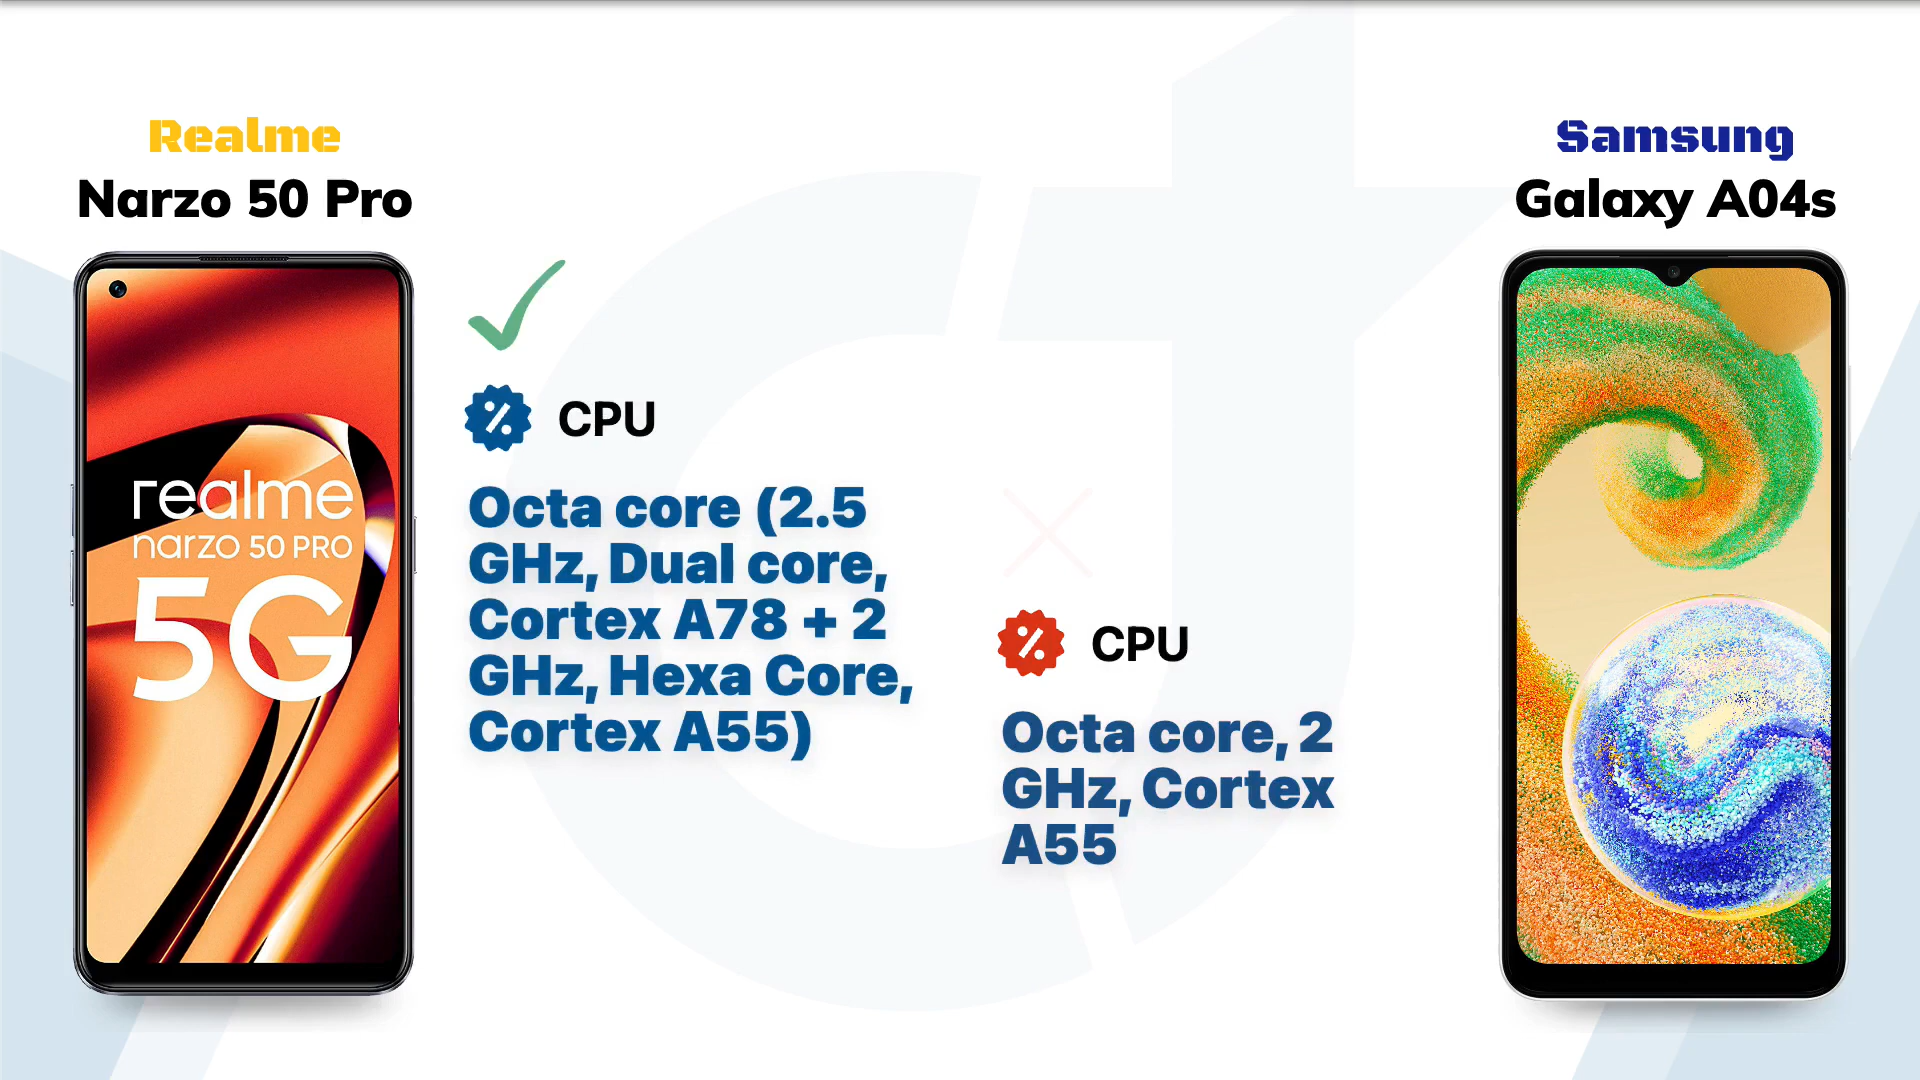 Realme
Narzo 50 Pro
realme
narzo 50 PRO
5G
CPU
Octa core (2.5
GHz, Dual core,
Cortex A78 + 2
GHz, Hexa Core,
Cortex A55)
CPU
Octa core, 2
GHz, Cortex
A55
Samsung
Galaxy A04s